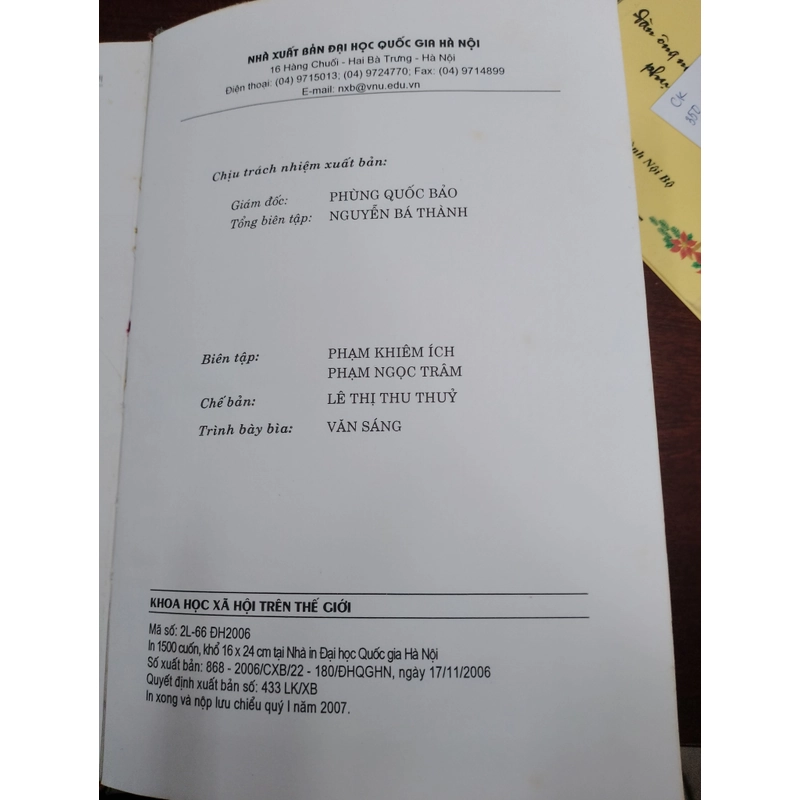 NHÀ XUẤT BẢN ĐẠI HỌC QUỐC GIA HÀ NỘI
16 Hàng Chuối - Hai Bà Trưng - Hà Nội
Điện thoại: (04) 9715013; (04) 9724770; Fax: (04) 9714899
E-mail: nxb@vnu.edu.vn
Chịu trách nhiệm xuất bản:
Giám đốc: PHÙNG QUỐC BẢO
Tổng biên tập: NGUYỄN BÁ THÀNH
Biên tập: PHẠM KHIÊM ÍCH
PHẠM NGỌC TRÂM
Chế bản: LÊ THỊ THU THUỶ
Trình bày bìa: VĂN SÁNG
KHOA HỌC XÃ HỘI TRÊN THẾ GIỚI
Mã số: 2L-66 ĐH2006
In 1500 cuốn, khổ 16 x 24 cm tại Nhà in Đại học Quốc gia Hà Nội
Số xuất bản: 868 - 2006/CXB/22 - 180/ĐHQGHN, ngày 17/11/2006
Quyết định xuất bản số: 433 LK/XB
In xong và nộp lưu chiểu quý I năm 2007.
đàn ông
CK
350
Nội Bộ